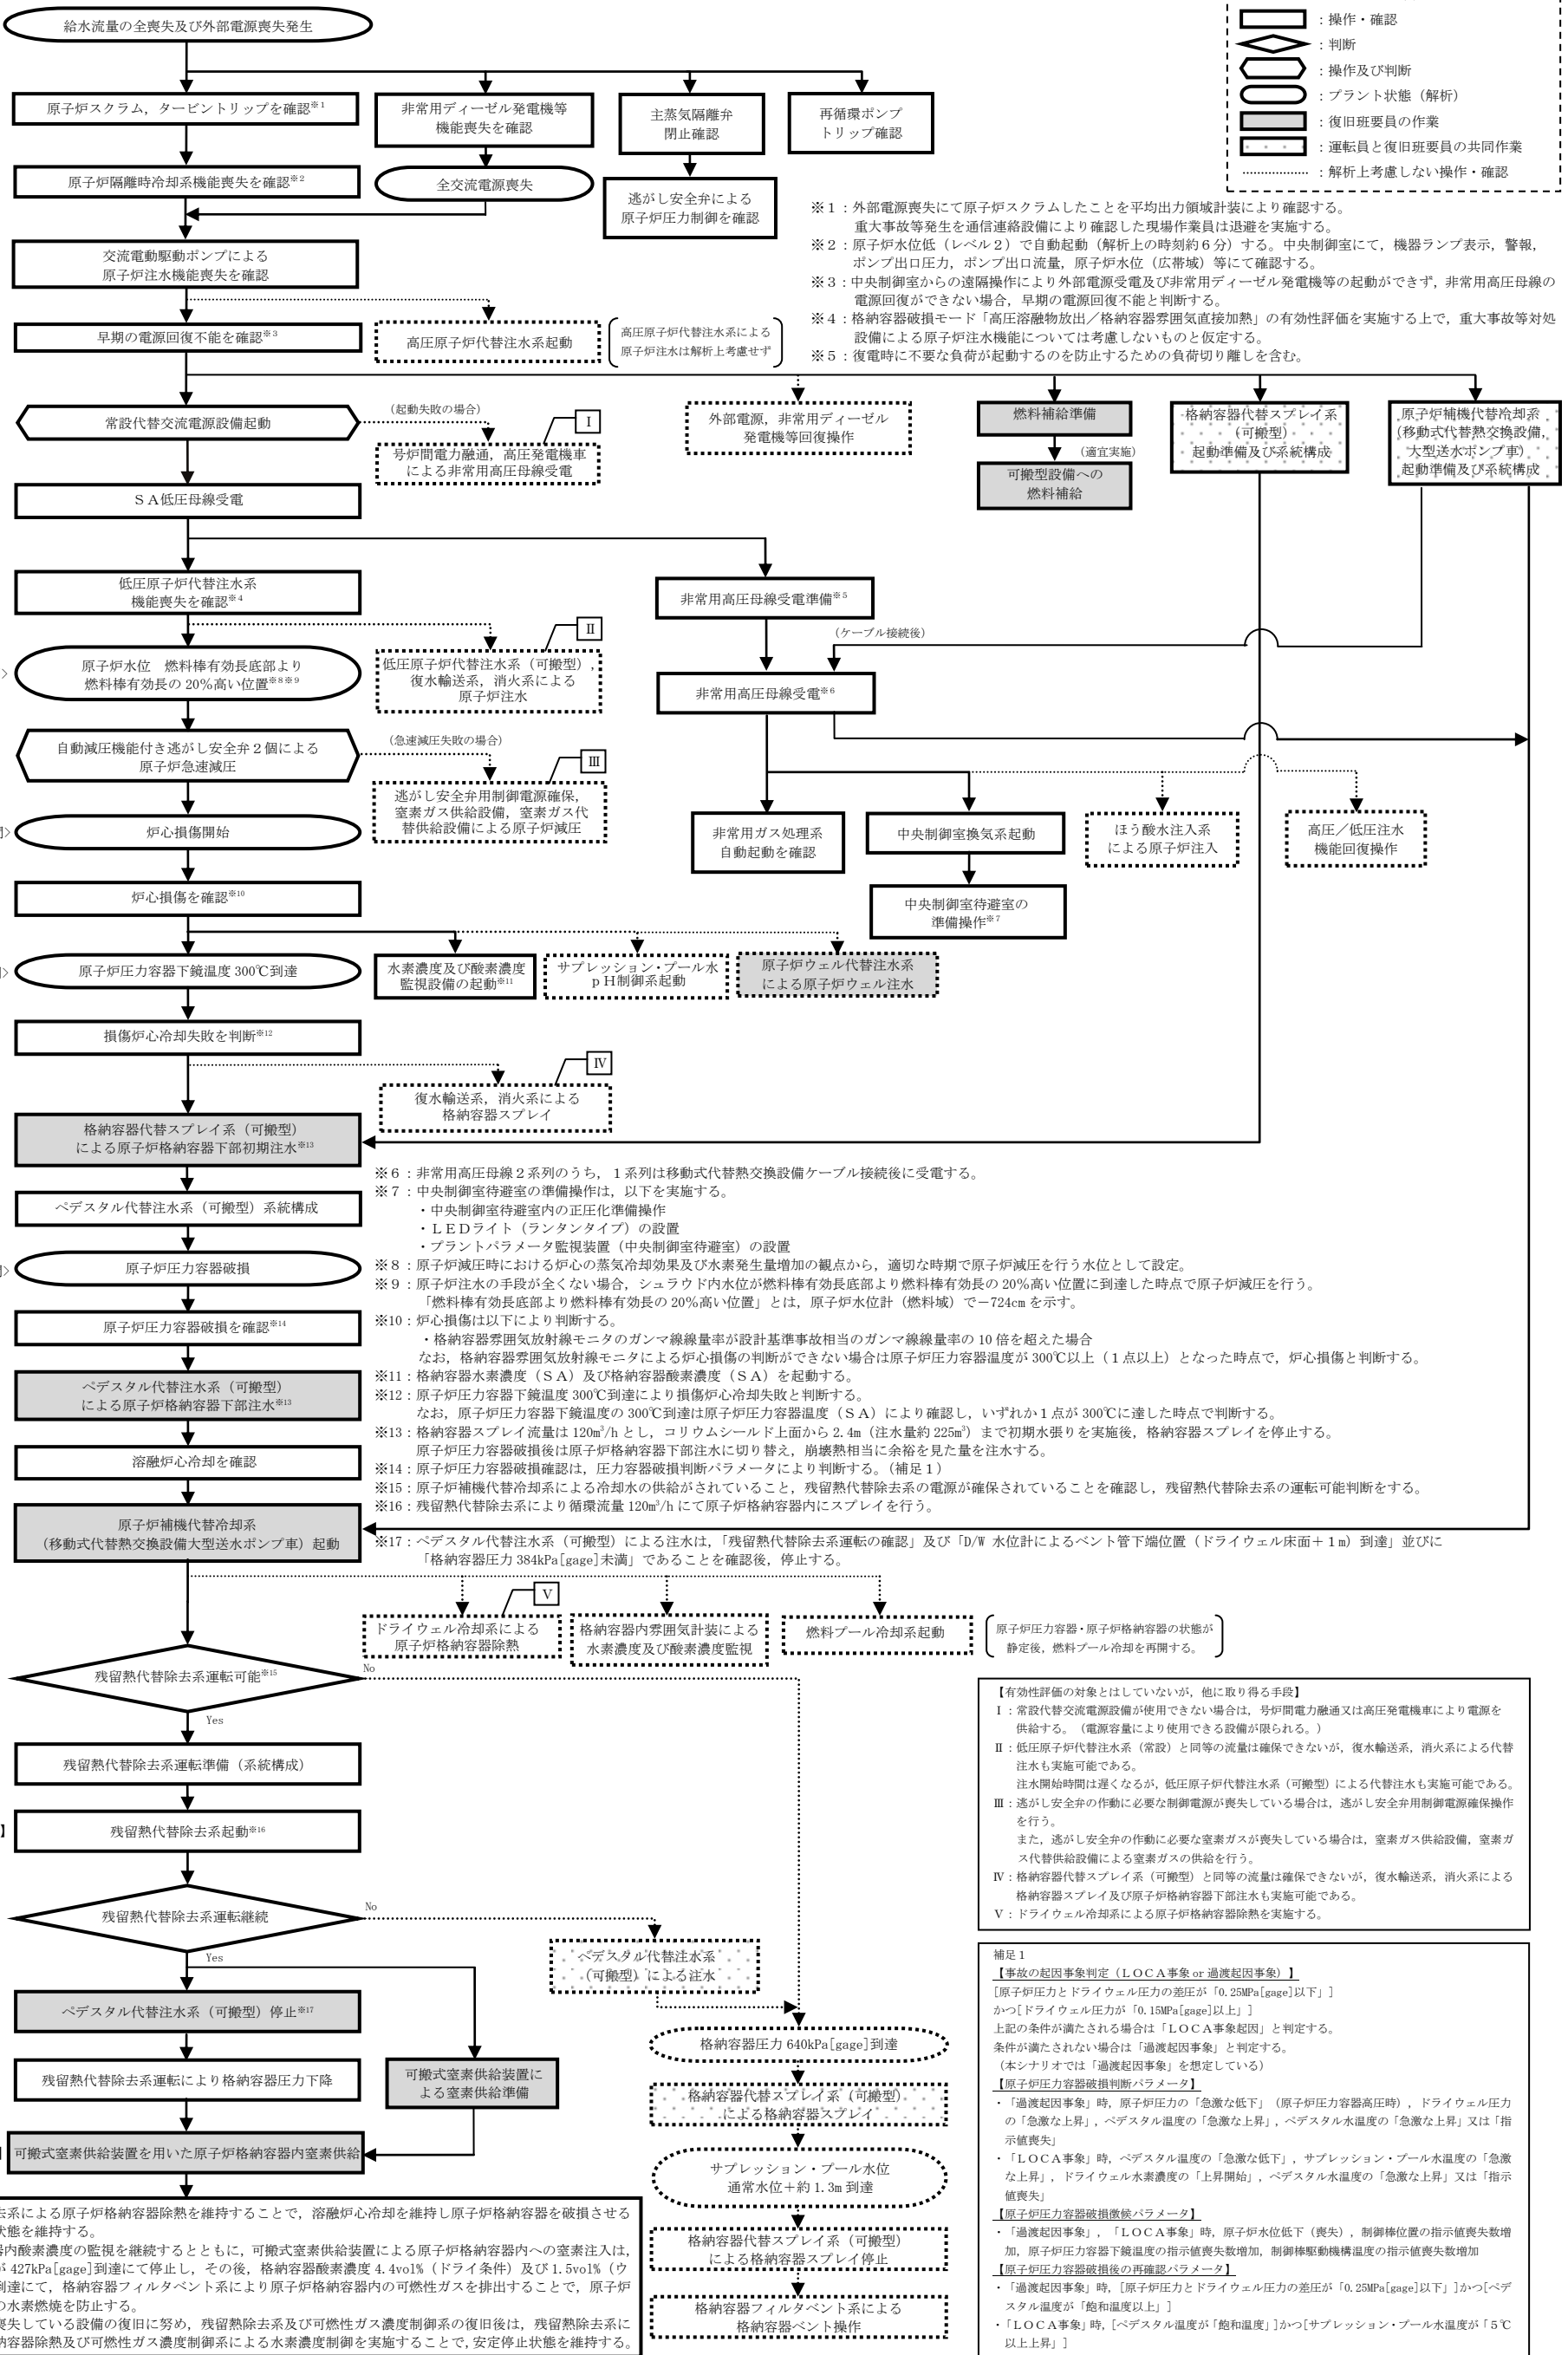 給水流量の全喪失及び外部電源喪失発生
：操作・確認
：判断
：操作及び判断
：プラント状態（解析）
：復旧班要員の作業
：運転員と復旧班要員の共同作業
：解析上考慮しない操作・確認
原子炉スクラム，タービントリップを確認※1
非常用ディーゼル発電機等
機能喪失を確認
主蒸気隔離弁
閉止確認
再循環ポンプ
トリップ確認
原子炉隔離時冷却系機能喪失を確認※2
全交流電源喪失
逃がし安全弁による
原子炉圧力制御を確認
交流電動駆動ポンプによる
原子炉注水機能喪失を確認
※１：外部電源喪失にて原子炉スクラムしたことを平均出力領域計装により確認する。
重大事故等発生を通信連絡設備により確認した現場作業員は退避を実施する。
※２：原子炉水位低（レベル２）で自動起動（解析上の時刻約６分）する。中央制御室にて，機器ランプ表示，警報，
ポンプ出口圧力，ポンプ出口流量，原子炉水位（広帯域）等にて確認する。
※３：中央制御室からの遠隔操作により外部電源受電及び非常用ディーゼル発電機等の起動ができず，非常用高圧母線の
電源回復ができない場合，早期の電源回復不能と判断する。
※４：格納容器破損モード「高圧溶融物放出／格納容器雰囲気直接加熱」の有効性評価を実施する上で，重大事故等対処
設備による原子炉注水機能については考慮しないものと仮定する。
※５：復電時に不要な負荷が起動するのを防止するための負荷切り離しを含む。
早期の電源回復不能を確認※3
高圧原子炉代替注水系起動
高圧原子炉代替注水系による
原子炉注水は解析上考慮せず
常設代替交流電源設備起動
（起動失敗の場合）
Ⅰ
号炉間電力融通，高圧発電機車
による非常用高圧母線受電
外部電源，非常用ディーゼル
発電機等回復操作
燃料補給準備
（適宜実施）
可搬型設備への
燃料補給
格納容器代替スプレイ系
（可搬型）
起動準備及び系統構成
原子炉補機代替冷却系
（移動式代替熱交換設備，
大型送水ポンプ車）
起動準備及び系統構成
ＳＡ低圧母線受電
低圧原子炉代替注水系
機能喪失を確認※4
非常用高圧母線受電準備※5
Ⅱ
低圧原子炉代替注水系（可搬型），
復水輸送系，消火系による
原子炉注水
（ケーブル接続後）
原子炉水位　燃料棒有効長底部より
燃料棒有効長の 20％高い位置※8※9
非常用高圧母線受電※6
自動減圧機能付き逃がし安全弁２個による
原子炉急速減圧
（急速減圧失敗の場合）
Ⅲ
逃がし安全弁用制御電源確保，
窒素ガス供給設備，窒素ガス代
替供給設備による原子炉減圧
炉心損傷開始
非常用ガス処理系
自動起動を確認
中央制御室換気系起動
ほう酸水注入系
による原子炉注入
高圧／低圧注水
機能回復操作
炉心損傷を確認※10
中央制御室待避室の
準備操作※7
原子炉圧力容器下鏡温度 300℃到達
水素濃度及び酸素濃度
監視設備の起動※11
サプレッション・プール水
ｐＨ制御系起動
原子炉ウェル代替注水系
による原子炉ウェル注水
損傷炉心冷却失敗を判断※12
Ⅳ
復水輸送系，消火系による
格納容器スプレイ
格納容器代替スプレイ系（可搬型）
による原子炉格納容器下部初期注水※13
※６：非常用高圧母線２系列のうち，１系列は移動式代替熱交換設備ケーブル接続後に受電する。
※７：中央制御室待避室の準備操作は，以下を実施する。
・中央制御室待避室内の正圧化準備操作
・ＬＥＤライト（ランタンタイプ）の設置
・プラントパラメータ監視装置（中央制御室待避室）の設置
※８：原子炉減圧時における炉心の蒸気冷却効果及び水素発生量増加の観点から，適切な時期で原子炉減圧を行う水位として設定。
※９：原子炉注水の手段が全くない場合，シュラウド内水位が燃料棒有効長底部より燃料棒有効長の 20％高い位置に到達した時点で原子炉減圧を行う。
「燃料棒有効長底部より燃料棒有効長の 20％高い位置」とは，原子炉水位計（燃料域）で－724cm を示す。
※10：炉心損傷は以下により判断する。
・格納容器雰囲気放射線モニタのガンマ線線量率が設計基準事故相当のガンマ線線量率の 10 倍を超えた場合
なお，格納容器雰囲気放射線モニタによる炉心損傷の判断ができない場合は原子炉圧力容器温度が 300℃以上（１点以上）となった時点で，炉心損傷と判断する。
※11：格納容器水素濃度（ＳＡ）及び格納容器酸素濃度（ＳＡ）を起動する。
※12：原子炉圧力容器下鏡温度 300℃到達により損傷炉心冷却失敗と判断する。
なお，原子炉圧力容器下鏡温度の 300℃到達は原子炉圧力容器温度（ＳＡ）により確認し，いずれか１点が 300℃に達した時点で判断する。
※13：格納容器スプレイ流量は 120m³/h とし，コリウムシールド上面から 2.4m（注水量約 225m³）まで初期水張りを実施後，格納容器スプレイを停止する。
原子炉圧力容器破損後は原子炉格納容器下部注水に切り替え，崩壊熱相当に余裕を見た量を注水する。
※14：原子炉圧力容器破損確認は，圧力容器破損判断パラメータにより判断する。（補足１）
※15：原子炉補機代替冷却系による冷却水の供給がされていること，残留熱代替除去系の電源が確保されていることを確認し，残留熱代替除去系の運転可能判断をする。
※16：残留熱代替除去系により循環流量 120m³/h にて原子炉格納容器内にスプレイを行う。
※17：ペデスタル代替注水系（可搬型）による注水は，「残留熱代替除去系運転の確認」及び「D/W 水位計によるベント管下端位置（ドライウェル床面＋１m）到達」並びに
「格納容器圧力 384kPa[gage]未満」であることを確認後，停止する。
ペデスタル代替注水系（可搬型）系統構成
原子炉圧力容器破損
原子炉圧力容器破損を確認※14
ペデスタル代替注水系（可搬型）
による原子炉格納容器下部注水※13
溶融炉心冷却を確認
原子炉補機代替冷却系
（移動式代替熱交換設備大型送水ポンプ車）起動
Ⅴ
ドライウェル冷却系による
原子炉格納容器除熱
格納容器内雰囲気計装による
水素濃度及び酸素濃度監視
燃料プール冷却系起動
原子炉圧力容器・原子炉格納容器の状態が
静定後，燃料プール冷却を再開する。
残留熱代替除去系運転可能※15
No
Yes
残留熱代替除去系運転準備（系統構成）
】
残留熱代替除去系起動※16
残留熱代替除去系運転継続
No
Yes
ペデスタル代替注水系
（可搬型）による注水
ペデスタル代替注水系（可搬型）停止※17
格納容器圧力 640kPa[gage]到達
残留熱代替除去系運転により格納容器圧力下降
可搬式窒素供給装置に
よる窒素供給準備
格納容器代替スプレイ系（可搬型）
による格納容器スプレイ
可搬式窒素供給装置を用いた原子炉格納容器内窒素供給
サプレッション・プール水位
通常水位＋約 1.3m 到達
格納容器代替スプレイ系（可搬型）
による格納容器スプレイ停止
格納容器フィルタベント系による
格納容器ベント操作
去系による原子炉格納容器除熱を維持することで，溶融炉心冷却を維持し原子炉格納容器を破損させる
状態を維持する。
器内酸素濃度の監視を継続するとともに，可搬式窒素供給装置による原子炉格納容器内への窒素注入は，
が 427kPa[gage]到達にて停止し，その後，格納容器酸素濃度 4.4vol%（ドライ条件）及び 1.5vol%（ウ
到達にて，格納容器フィルタベント系により原子炉格納容器内の可燃性ガスを排出することで，原子炉
の水素燃焼を防止する。
喪失している設備の復旧に努め，残留熱除去系及び可燃性ガス濃度制御系の復旧後は，残留熱除去系に
納容器除熱及び可燃性ガス濃度制御系による水素濃度制御を実施することで，安定停止状態を維持する。
【有効性評価の対象とはしていないが，他に取り得る手段】
Ⅰ：常設代替交流電源設備が使用できない場合は，号炉間電力融通又は高圧発電機車により電源を
供給する。（電源容量により使用できる設備が限られる。）
Ⅱ：低圧原子炉代替注水系（常設）と同等の流量は確保できないが，復水輸送系，消火系による代替
注水も実施可能である。
注水開始時間は遅くなるが，低圧原子炉代替注水系（可搬型）による代替注水も実施可能である。
Ⅲ：逃がし安全弁の作動に必要な制御電源が喪失している場合は，逃がし安全弁用制御電源確保操作
を行う。
また，逃がし安全弁の作動に必要な窒素ガスが喪失している場合は，窒素ガス供給設備，窒素ガ
ス代替供給設備による窒素ガスの供給を行う。
Ⅳ：格納容器代替スプレイ系（可搬型）と同等の流量は確保できないが，復水輸送系，消火系による
格納容器スプレイ及び原子炉格納容器下部注水も実施可能である。
Ⅴ：ドライウェル冷却系による原子炉格納容器除熱を実施する。
補足１
【事故の起因事象判定（ＬＯＣＡ事象 or 過渡起因事象）】
[原子炉圧力とドライウェル圧力の差圧が「0.25MPa[gage]以下」]
かつ[ドライウェル圧力が「0.15MPa[gage]以上」]
上記の条件が満たされる場合は「ＬＯＣＡ事象起因」と判定する。
条件が満たされない場合は「過渡起因事象」と判定する。
（本シナリオでは「過渡起因事象」を想定している）
【原子炉圧力容器破損判断パラメータ】
・「過渡起因事象」時，原子炉圧力の「急激な低下」（原子炉圧力容器高圧時），ドライウェル圧力
の「急激な上昇」，ペデスタル温度の「急激な上昇」，ペデスタル水温度の「急激な上昇」又は「指
示値喪失」
・「ＬＯＣＡ事象」時，ペデスタル温度の「急激な低下」，サプレッション・プール水温度の「急激
な上昇」，ドライウェル水素濃度の「上昇開始」，ペデスタル水温度の「急激な上昇」又は「指示
値喪失」
【原子炉圧力容器破損徴候パラメータ】
・「過渡起因事象」，「ＬＯＣＡ事象」時，原子炉水位低下（喪失），制御棒位置の指示値喪失数増
加，原子炉圧力容器下鏡温度の指示値喪失数増加，制御棒駆動機構温度の指示値喪失数増加
【原子炉圧力容器破損後の再確認パラメータ】
・「過渡起因事象」時，[原子炉圧力とドライウェル圧力の差圧が「0.25MPa[gage]以下」]かつ[ペデ
スタル温度が「飽和温度以上」]
・「ＬＯＣＡ事象」時，[ペデスタル温度が「飽和温度」]かつ[サプレッション・プール水温度が「５℃
以上上昇」]